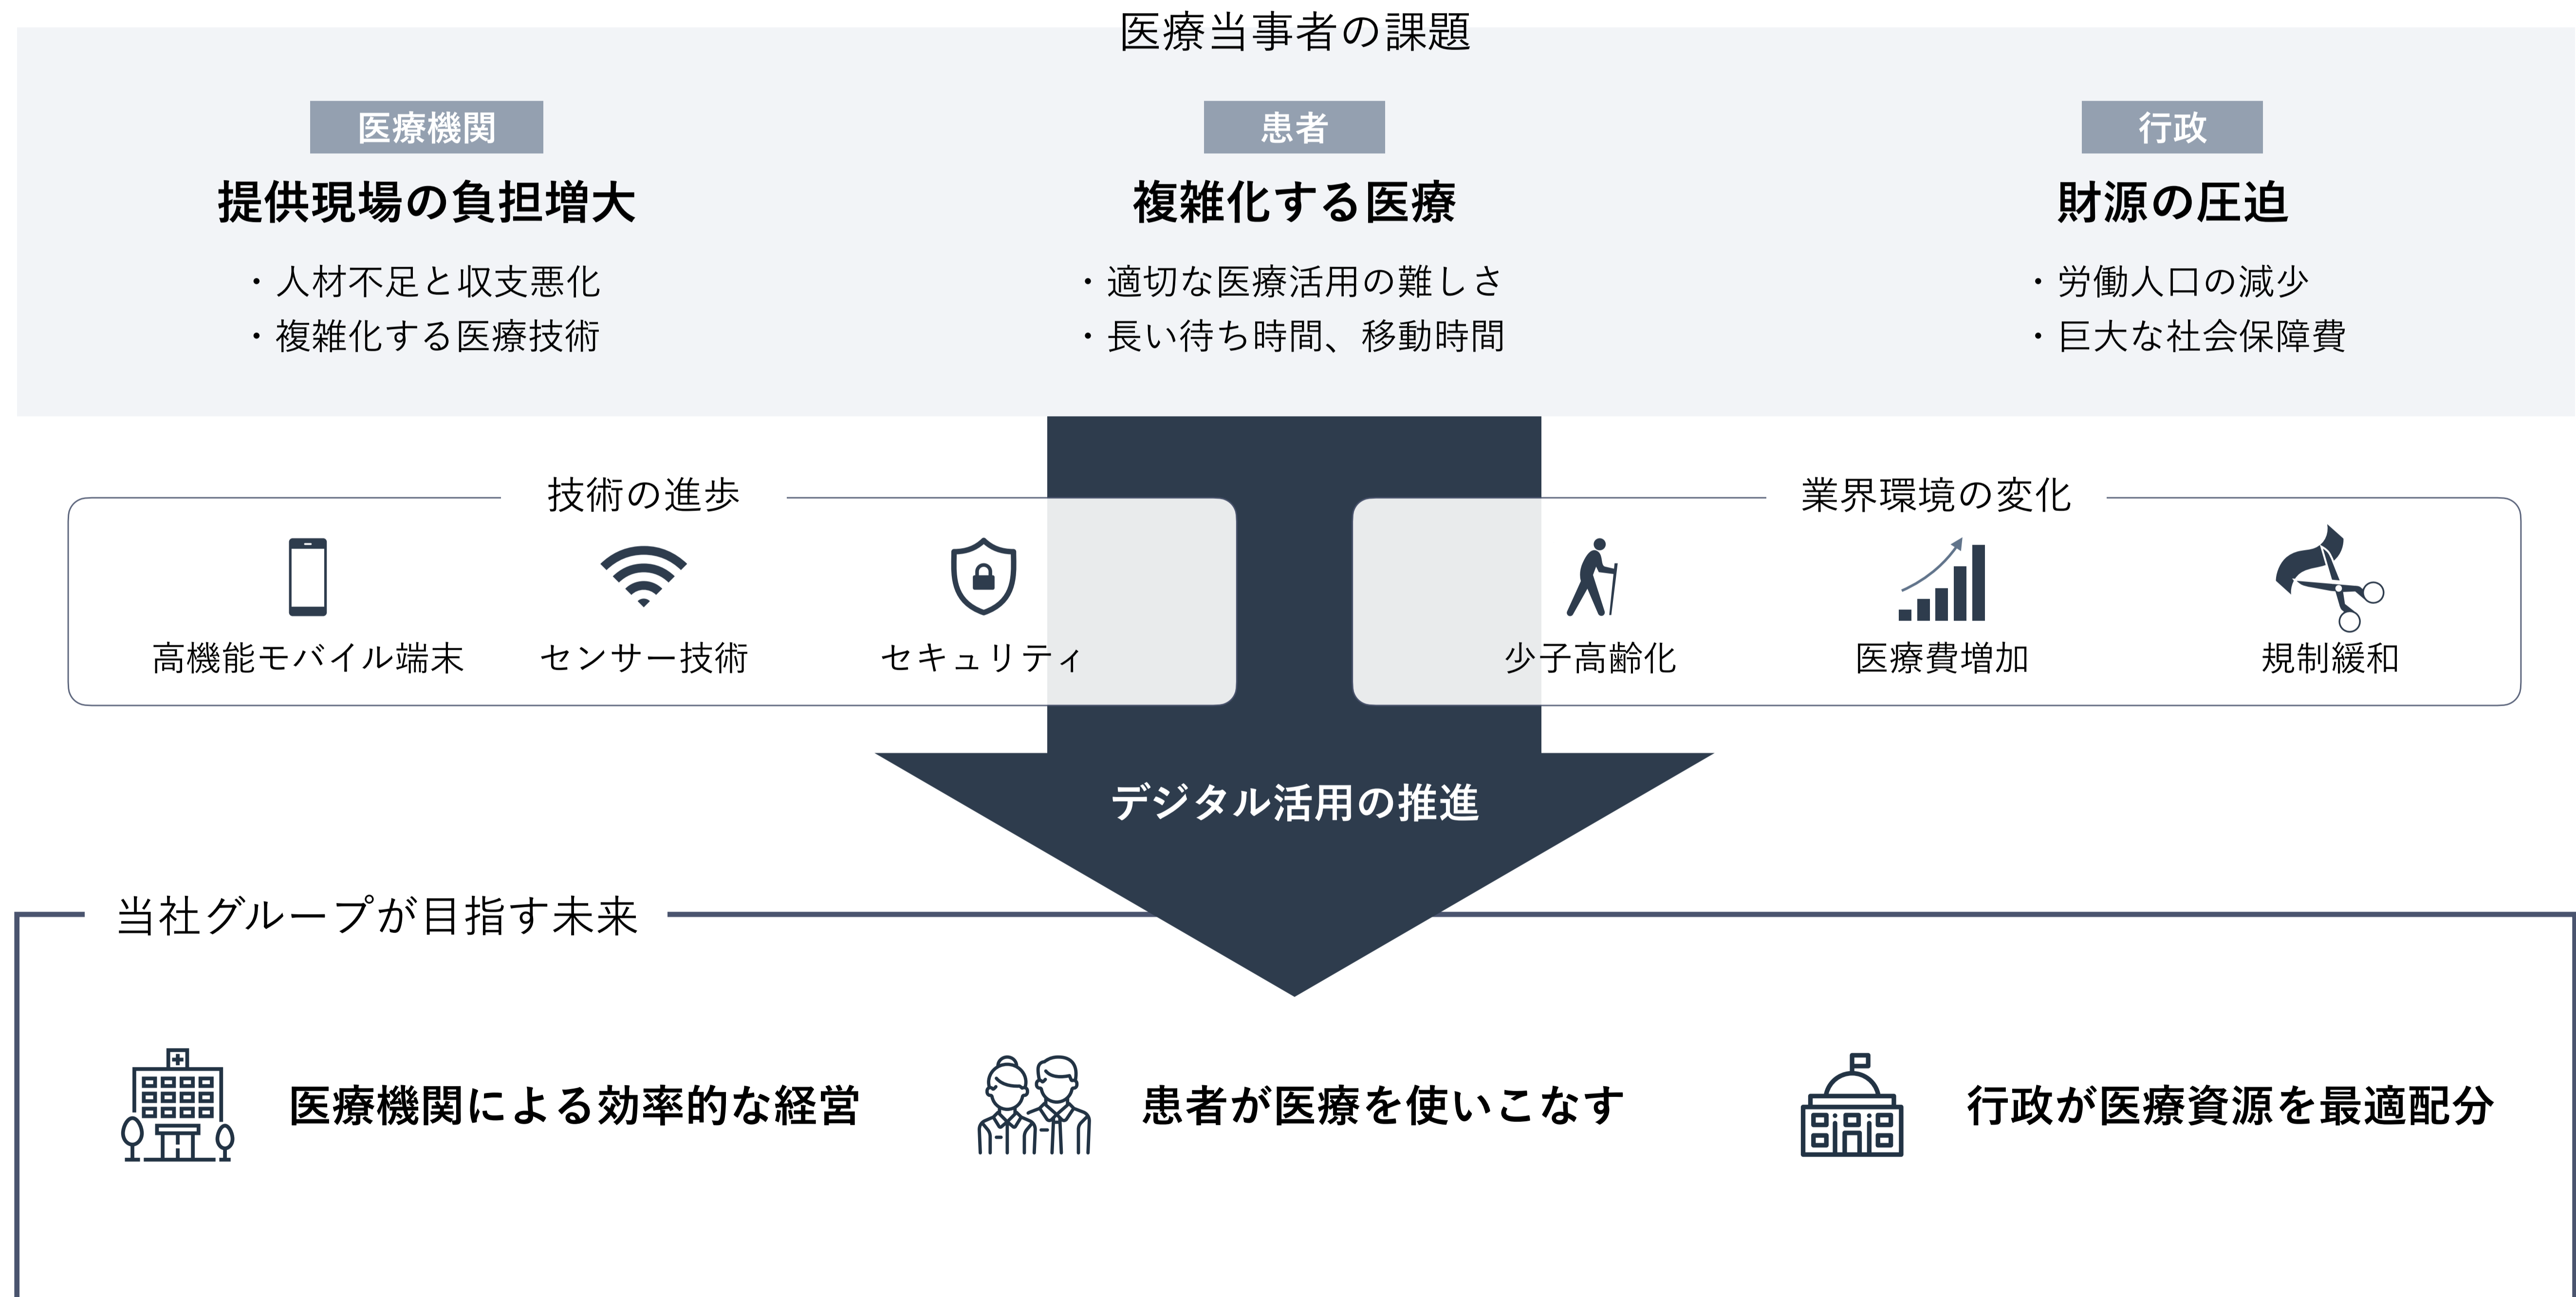 医療当事者の課題
医療機関
提供現場の負担増大
・人材不足と収支悪化
・複雑化する医療技術
患者
複雑化する医療
・適切な医療活用の難しさ
・長い待ち時間、移動時間
行政
財源の圧迫
・労働人口の減少
・巨大な社会保障費
技術の進歩
高機能モバイル端末
センサー技術
セキュリティ
業界環境の変化
少子高齢化
医療費増加
規制緩和
デジタル活用の推進
当社グループが目指す未来
医療機関による効率的な経営
患者が医療を使いこなす
行政が医療資源を最適配分